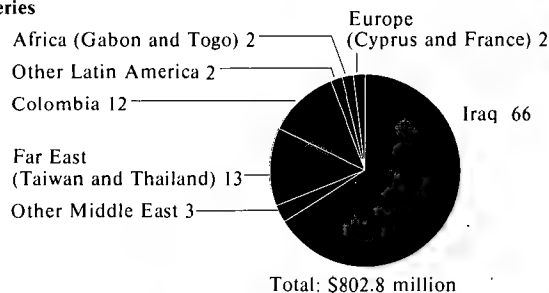 eries
Europe
(Cyprus and France) 2
Africa (Gabon and Togo) 2
Other Latin America 2
Colombia 12
Iraq 66
Far East
(Taiwan and Thailand) 13
Other Middle East 3
Total: $802.8 million